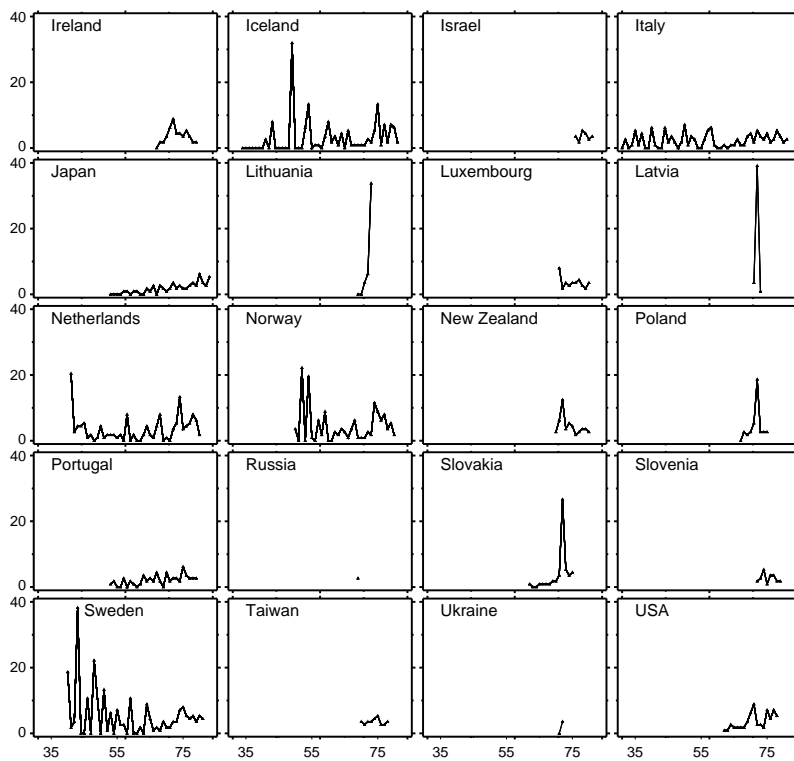 40 Ireland Iceland Israel Italy
20
0
40 Japan Lithuania Luxembourg Latvia
20
0
40 Netherlands Norway New Zealand Poland
20
0
40 Portugal Russia Slovakia Slovenia
20
0
40 Sweden Taiwan Ukraine USA
20
0
35 55 75 35 55 75 35 55 75 35 55 75